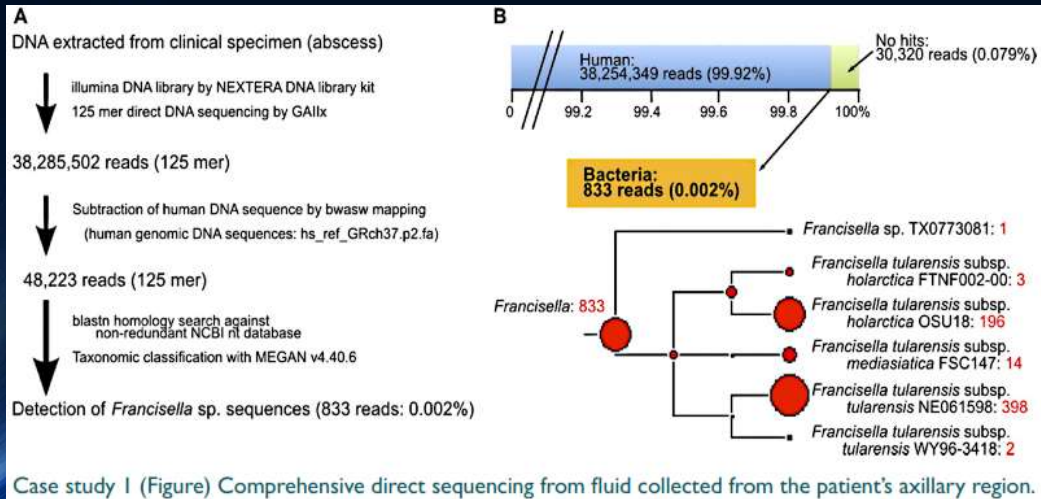 A
DNA extracted from clinical specimen (abscess)
illumina DNA library by NEXTERA DNA library kit
125 mer direct DNA sequencing by GAIIx
38,285,502 reads (125 mer)
Subtraction of human DNA sequence by bwasw mapping
(human genomic DNA sequences: hs_ref_GRch37.p2.fa)
48,223 reads (125 mer)
blastn homology search against
non-redundant NCBI nt database
Taxonomic classification with MEGAN v4.40.6
Detection of Francisella sp. sequences (833 reads: 0.002%)
B
No hits:
30,320 reads (0.079%)
Human:
38,254,349 reads (99.92%)
0 99.2 99.4 99.6 99.8 100%
Bacteria:
833 reads (0.002%)
Francisella: 833
Francisella sp. TX0773081: 1
Francisella tularensis subsp.
holarctica FTNF002-00: 3
Francisella tularensis subsp.
holarctica OSU18: 196
Francisella tularensis subsp.
mediasiatica FSC147: 14
Francisella tularensis subsp.
tularensis NE061598: 398
Francisella tularensis subsp.
tularensis WY96-3418: 2
Case study 1 (Figure) Comprehensive direct sequencing from fluid collected from the patient's axillary region.